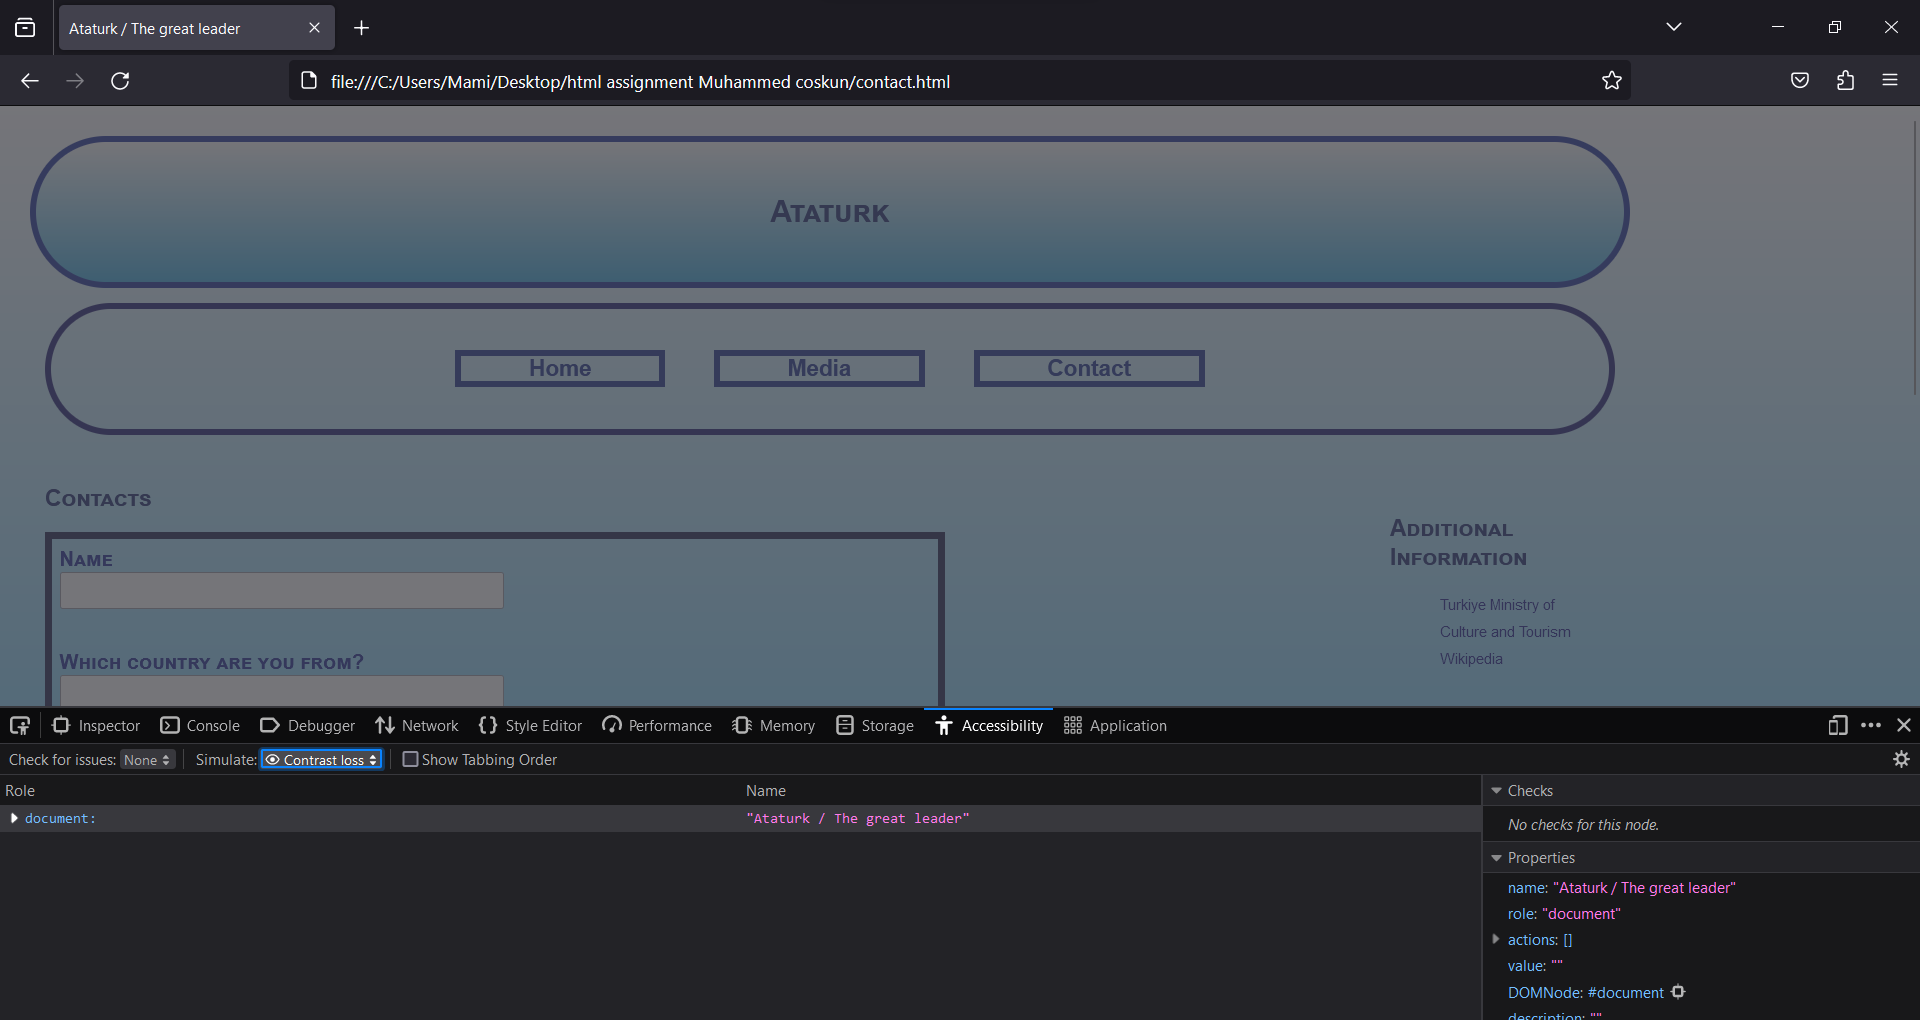 Ataturk / The great leader
file:///C:/Users/Mami/Desktop/html assignment Muhammed coskun/contact.html
Ataturk
Home Media Contact
Contacts
Name
Which country are you from?
Additional
Information
Turkiye Ministry of
Culture and Tourism
Wikipedia
Inspector Console Debugger Network Style Editor Performance Memory Storage Accessibility Application
Check for issues: None Simulate: Contrast loss Show Tabbing Order
Role Name
document: "Ataturk / The great leader"
Checks
No checks for this node.
Properties
name: "Ataturk / The great leader"
role: "document"
actions: []
value: ""
DOMNode: #document
description: ""